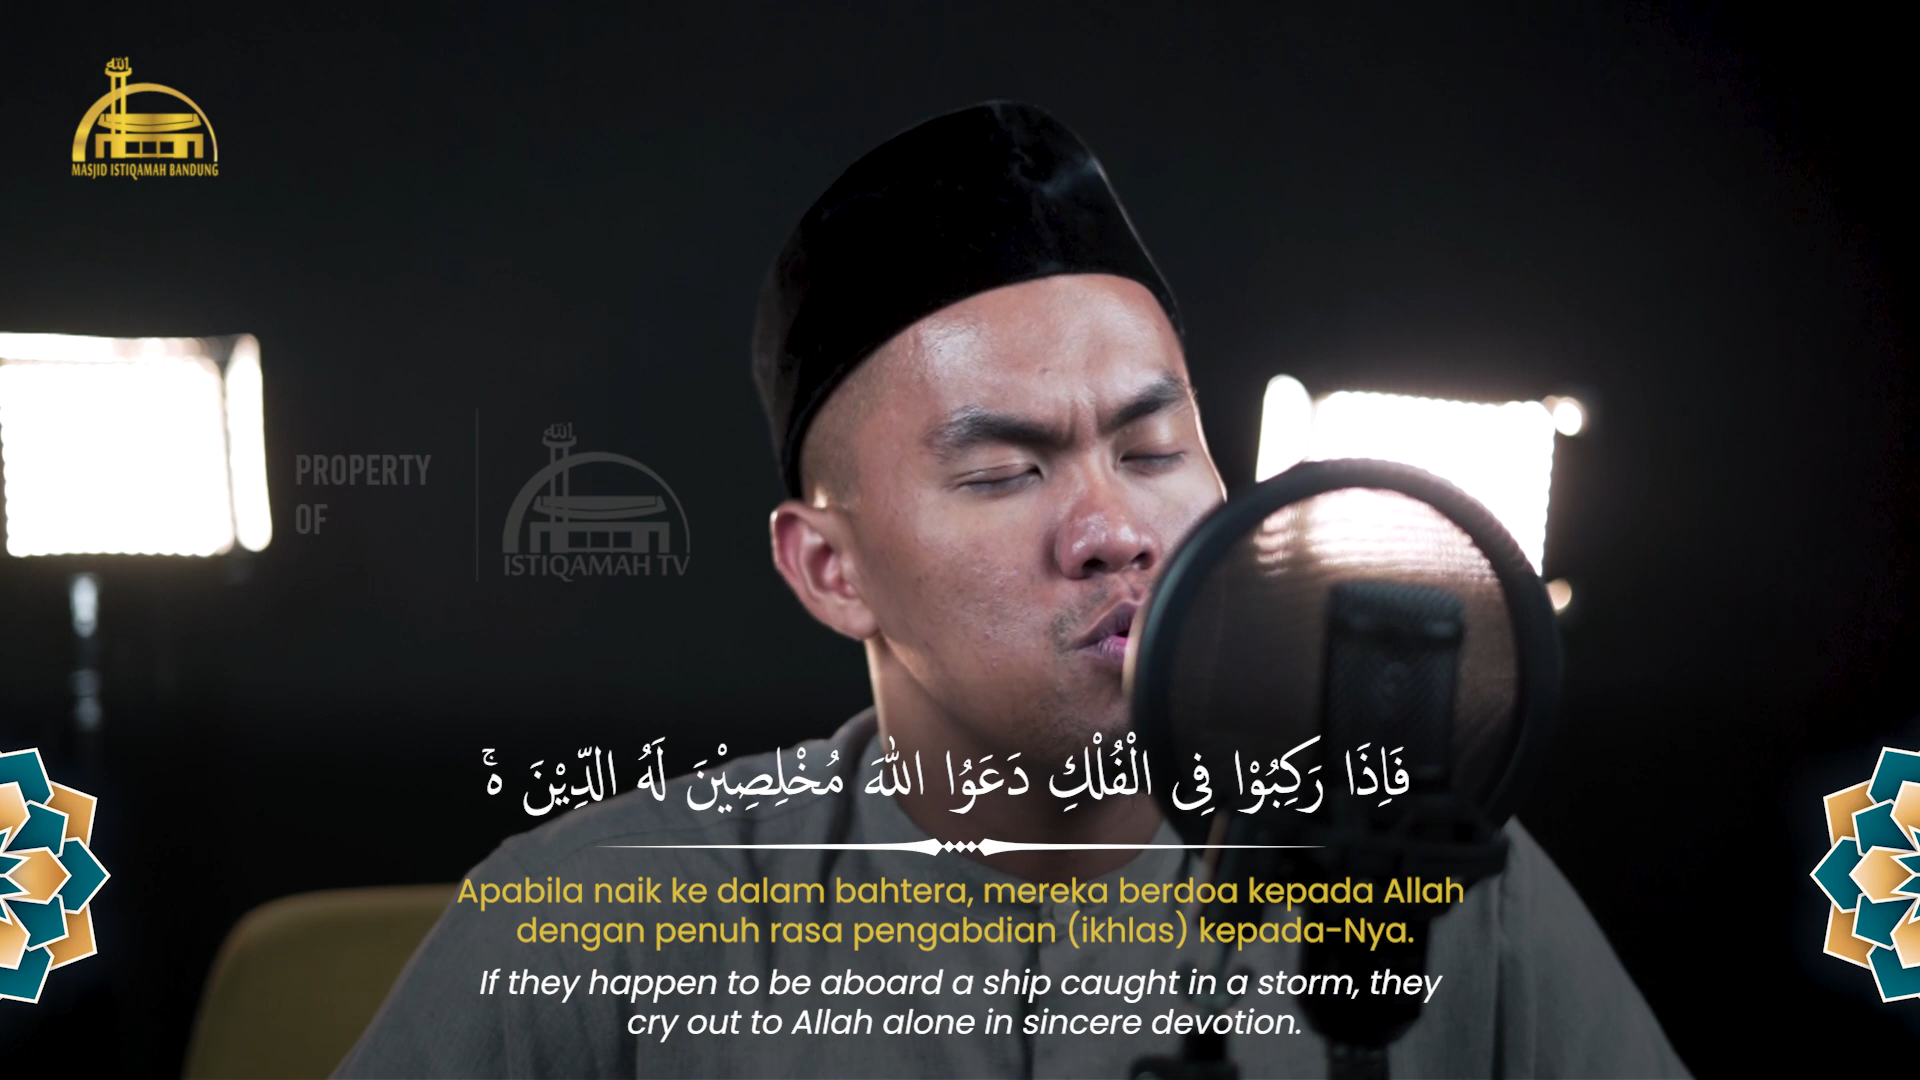 الله
MASJID ISTIQAMAH BANDUNG
PROPERTY
OF
الله
ISTIQAMAH TV
فَاِذَا رَكِبُوْا فِى الْفُلْكِ دَعَوُا اللّٰهَ مُخْلِصِيْنَ لَهُ الدِّيْنَ ەۚ
Apabila naik ke dalam bahtera, mereka berdoa kepada Allah
dengan penuh rasa pengabdian (ikhlas) kepada-Nya.
If they happen to be aboard a ship caught in a storm, they
cry out to Allah alone in sincere devotion.